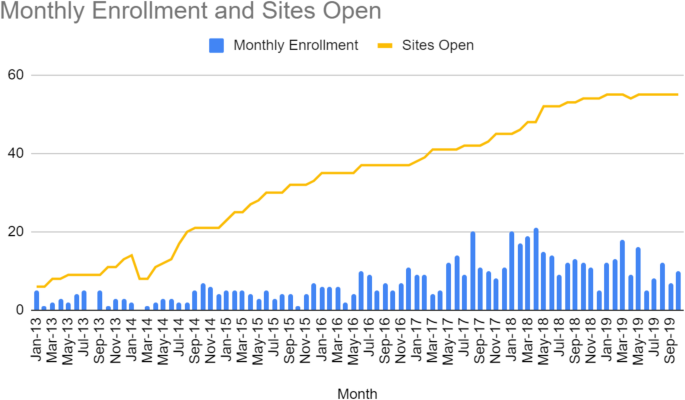 Monthly Enrollment and Sites Open
Monthly Enrollment
Sites Open
60
40
20
0
Jan-13
Mar-13
May-13
Jul-13
Sep-13
Nov-13
Jan-14
Mar-14
May-14
Jul-14
Sep-14
Nov-14
Jan-15
Mar-15
May-15
Jul-15
Sep-15
Nov-15
Jan-16
Mar-16
May-16
Jul-16
Sep-16
Nov-16
Jan-17
Mar-17
May-17
Jul-17
Sep-17
Nov-17
Jan-18
Mar-18
May-18
Jul-18
Sep-18
Nov-18
Jan-19
Mar-19
May-19
Jul-19
Sep-19
Month